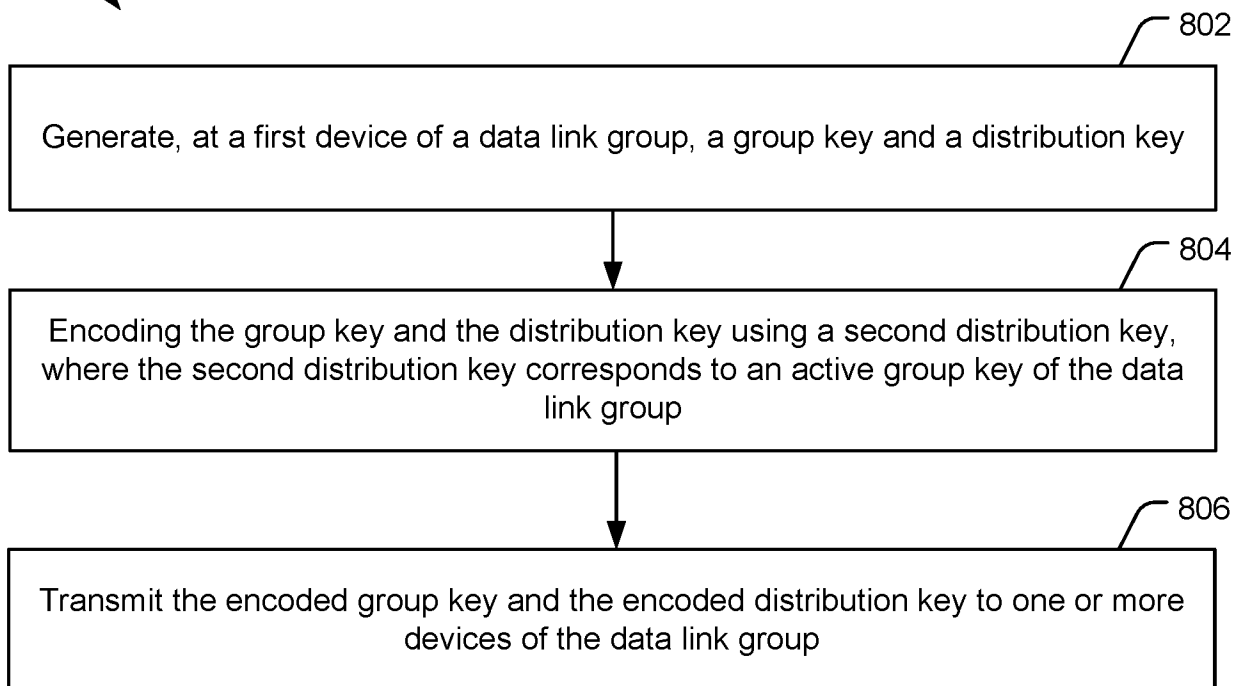 802
Generate, at a first device of a data link group, a group key and a distribution key
804
Encoding the group key and the distribution key using a second distribution key,
where the second distribution key corresponds to an active group key of the data
link group
806
Transmit the encoded group key and the encoded distribution key to one or more
devices of the data link group